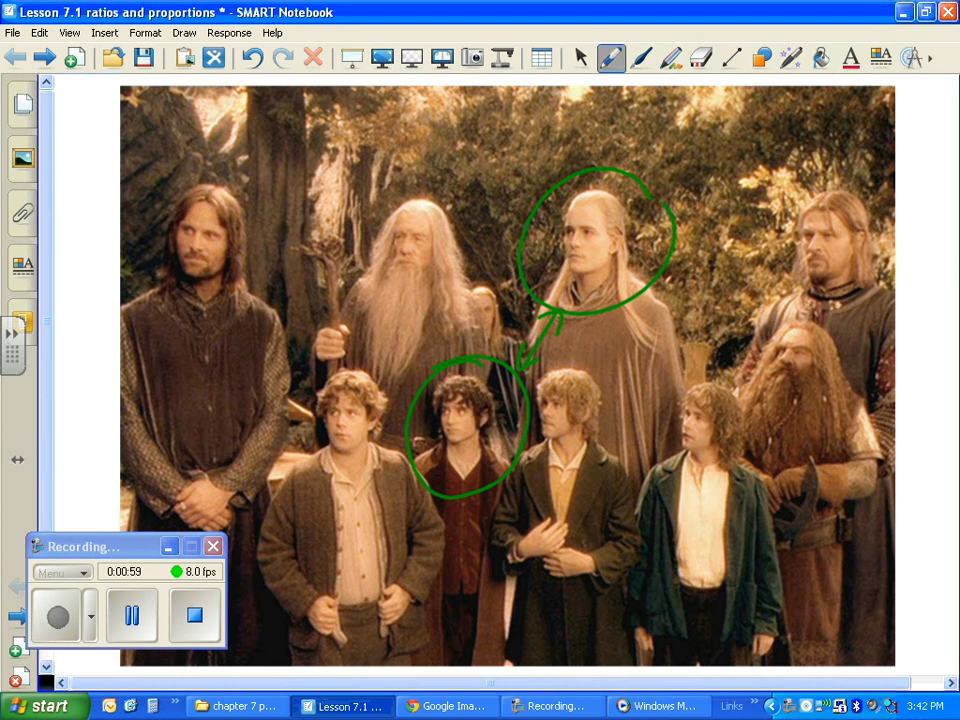 Lesson 7.1 ratios and proportions * - SMART Notebook
File Edit View Insert Format Draw Response Help
Recording...
Menu 0:00:59 8.0 fps
start chapter 7 p... Lesson 7.1 ... Google Ima... Recording... Windows M... Links » 3:42 PM